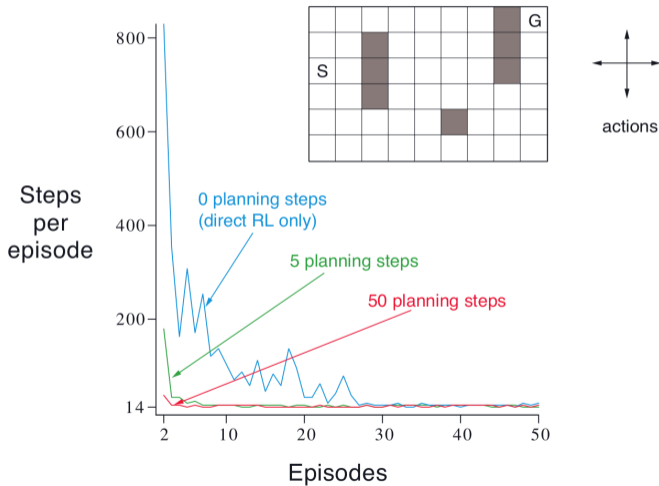 G
S
actions
800
600
400
200
14
Steps
per
episode
0 planning steps
(direct RL only)
5 planning steps
50 planning steps
2
10
20
30
40
50
Episodes